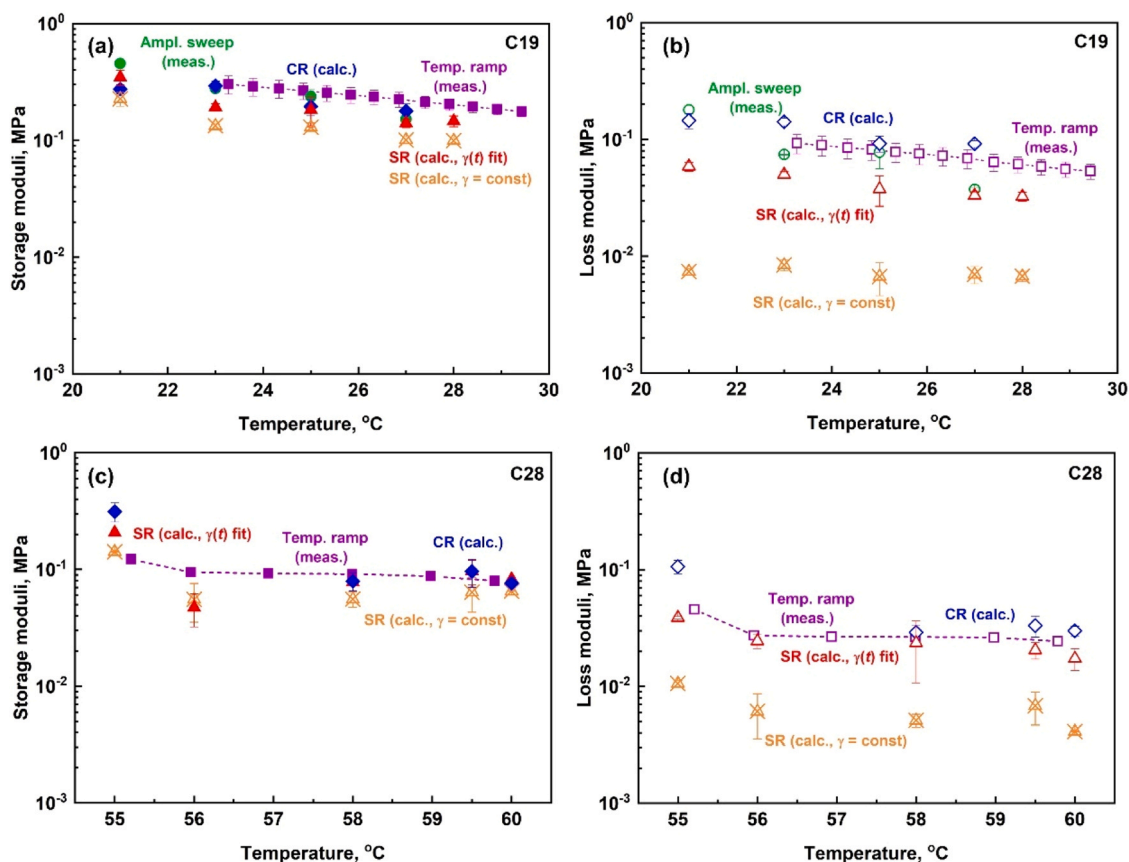 (a)
C19
Ampl. sweep
(meas.)
CR (calc.)
Temp. ramp
(meas.)
SR (calc., γ(t) fit)
SR (calc., γ = const)
Storage moduli, MPa
10⁰
10⁻¹
10⁻²
10⁻³
20 22 24 26 28 30
Temperature, °C
(b)
C19
Ampl. sweep
(meas.)
CR (calc.)
Temp. ramp
(meas.)
SR (calc., γ(t) fit)
SR (calc., γ = const)
Loss moduli, MPa
10⁰
10⁻¹
10⁻²
10⁻³
20 22 24 26 28 30
Temperature, °C
(c)
C28
SR (calc., γ(t) fit)
Temp. ramp
(meas.)
CR (calc.)
SR (calc., γ = const)
Storage moduli, MPa
10⁰
10⁻¹
10⁻²
10⁻³
55 56 57 58 59 60
Temperature, °C
(d)
C28
Temp. ramp
(meas.)
CR (calc.)
SR (calc., γ(t) fit)
SR (calc., γ = const)
Loss moduli, MPa
10⁰
10⁻¹
10⁻²
10⁻³
55 56 57 58 59 60
Temperature, °C